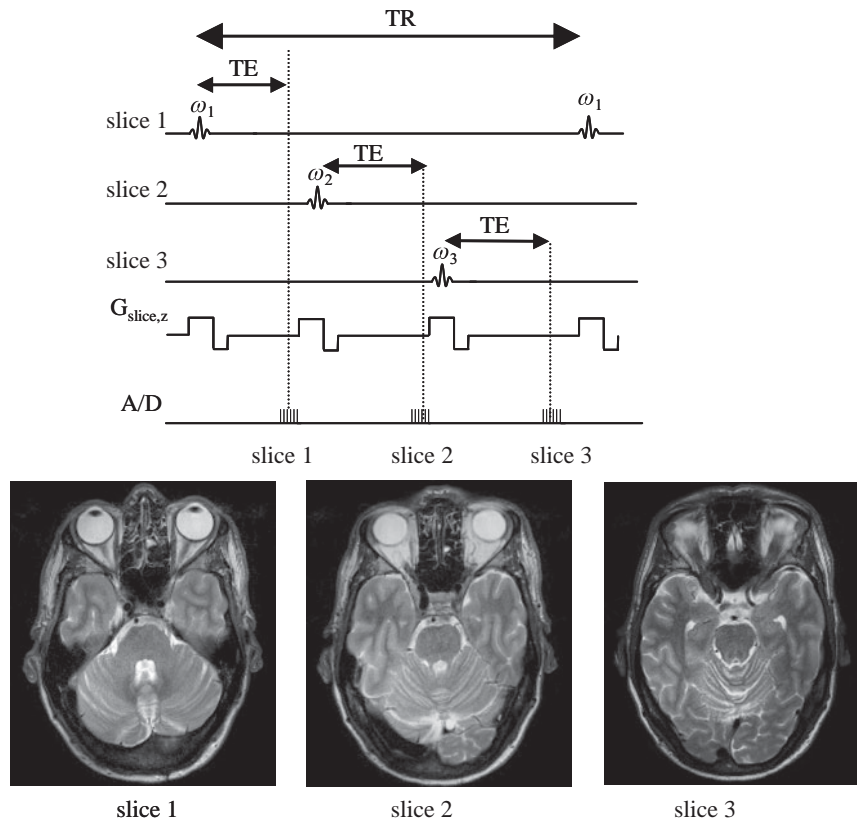 TR
TE
ω1
ω1
slice 1
TE
ω2
slice 2
TE
ω3
slice 3
Gslice,z
A/D
slice 1 slice 2 slice 3
slice 1 slice 2 slice 3